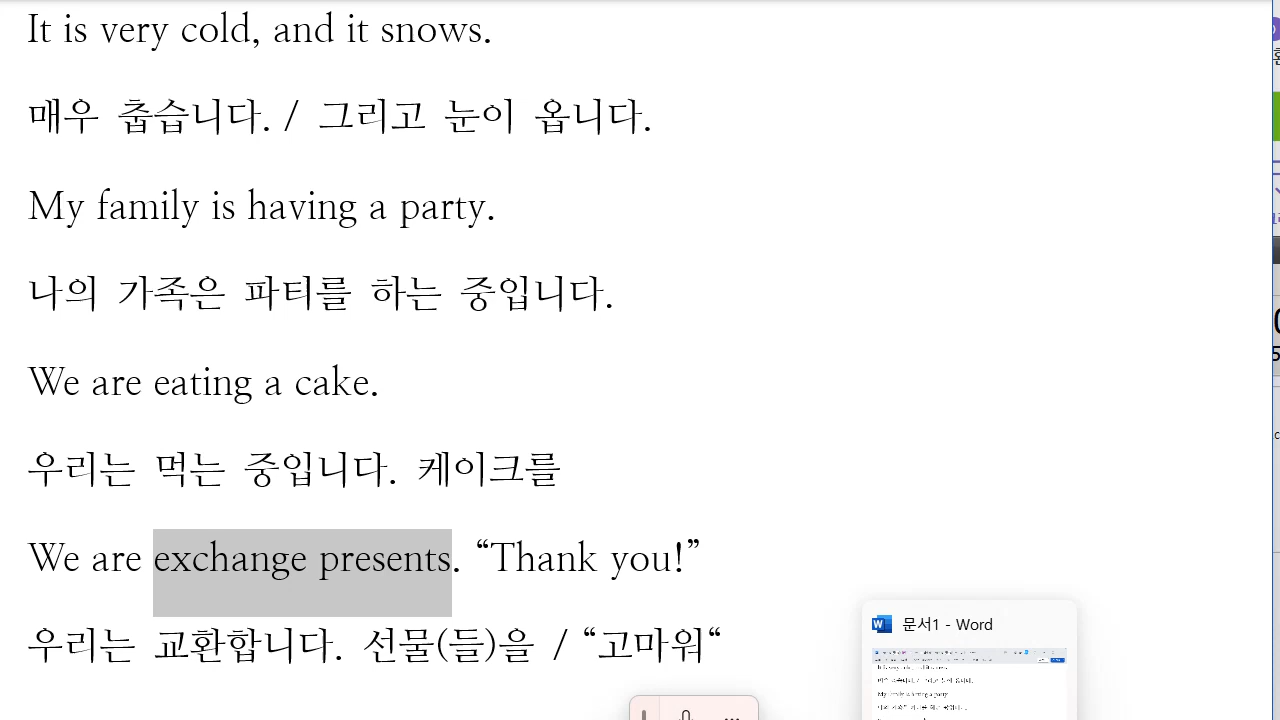 It is very cold, and it snows.
매우 춥습니다. / 그리고 눈이 옵니다.
My family is having a party.
나의 가족은 파티를 하는 중입니다.
We are eating a cake.
우리는 먹는 중입니다. 케이크를
We are exchange presents. “Thank you!”
우리는 교환합니다. 선물(들)을 / “고마워“
문서1 - Word